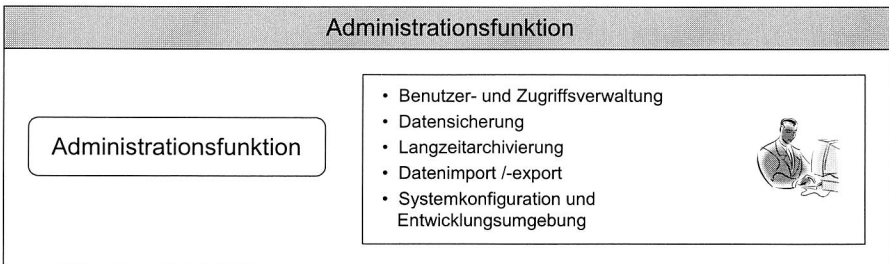 Administrationsfunktion
Administrationsfunktion
• Benutzer- und Zugriffsverwaltung
• Datensicherung
• Langzeitarchivierung
• Datenimport /-export
• Systemkonfiguration und
Entwicklungsumgebung